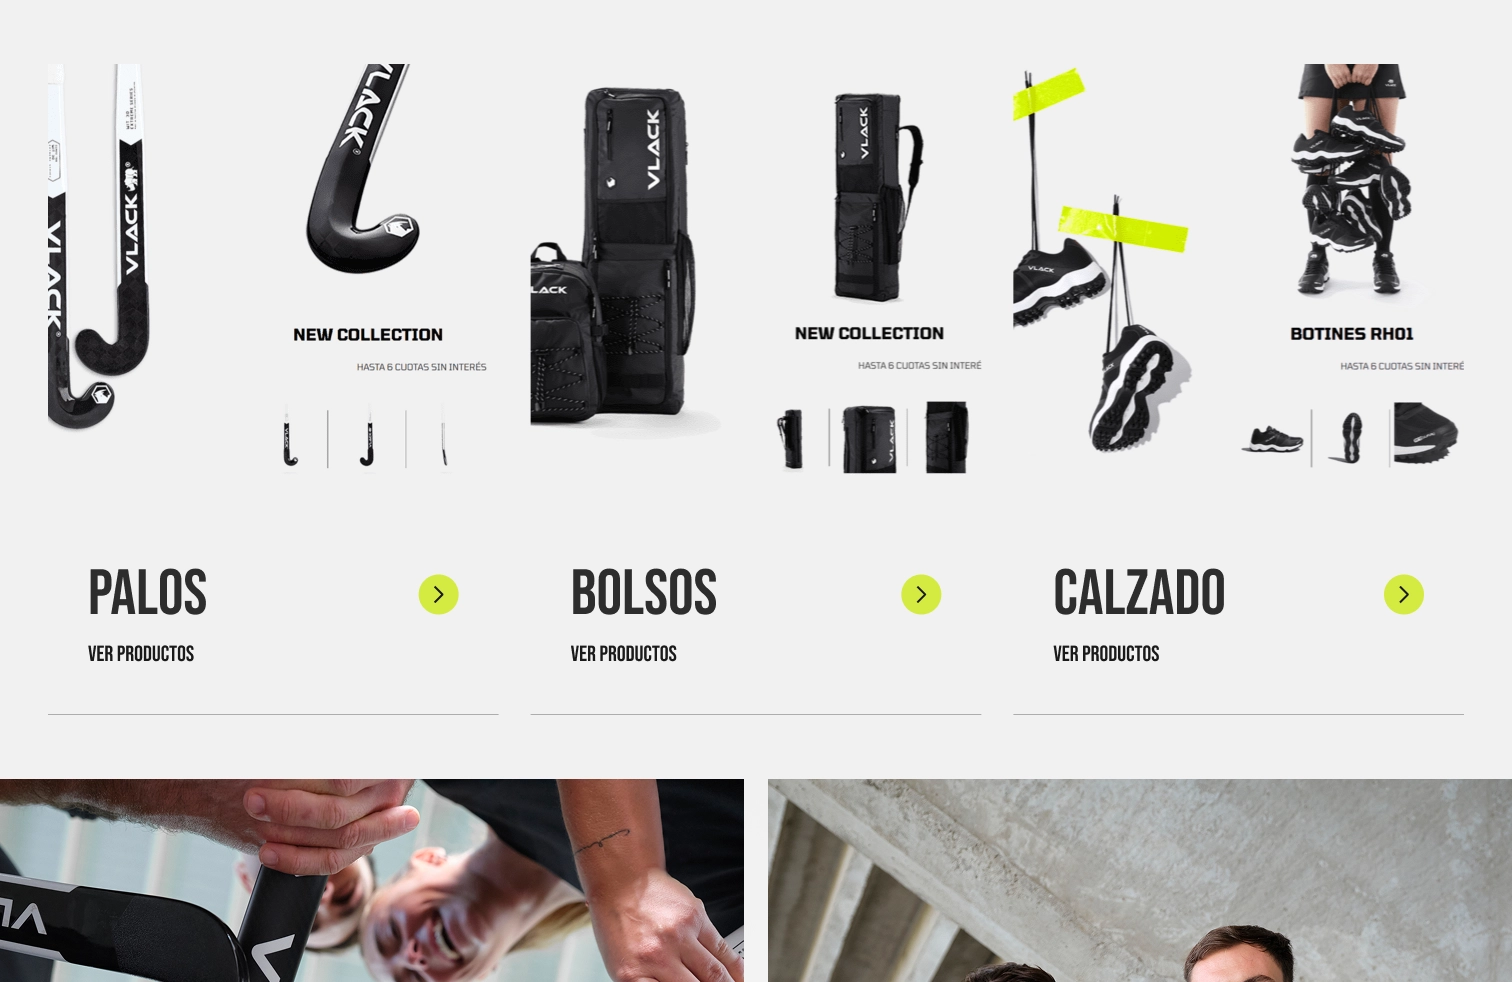 VLACK
VLACK
VLACK
NEW COLLECTION
HASTA 6 CUOTAS SIN INTERÉS
VLACK
LACK
VLACK
NEW COLLECTION
HASTA 6 CUOTAS SIN INTERÉ
VLACK
BOTINES RH01
HASTA 6 CUOTAS SIN INTERÉ
PALOS
VER PRODUCTOS
BOLSOS
VER PRODUCTOS
CALZADO
VER PRODUCTOS